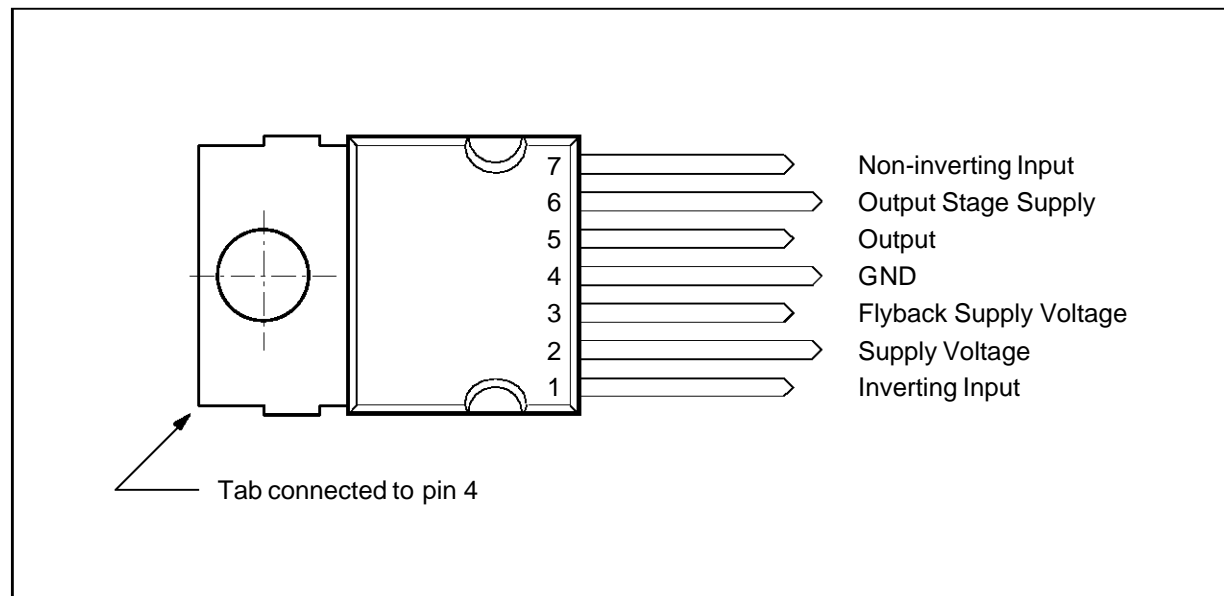 7 Non-inverting Input
6 Output Stage Supply
5 Output
4 GND
3 Flyback Supply Voltage
2 Supply Voltage
1 Inverting Input
Tab connected to pin 4